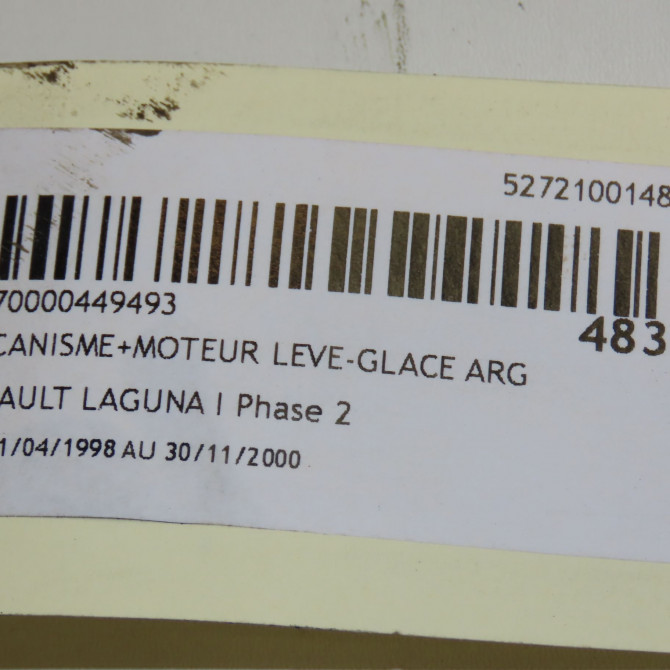 5272100148
70000449493
483
CANISME+MOTEUR LEVE-GLACE ARG
AULT LAGUNA I Phase 2
1/04/1998 AU 30/11/2000